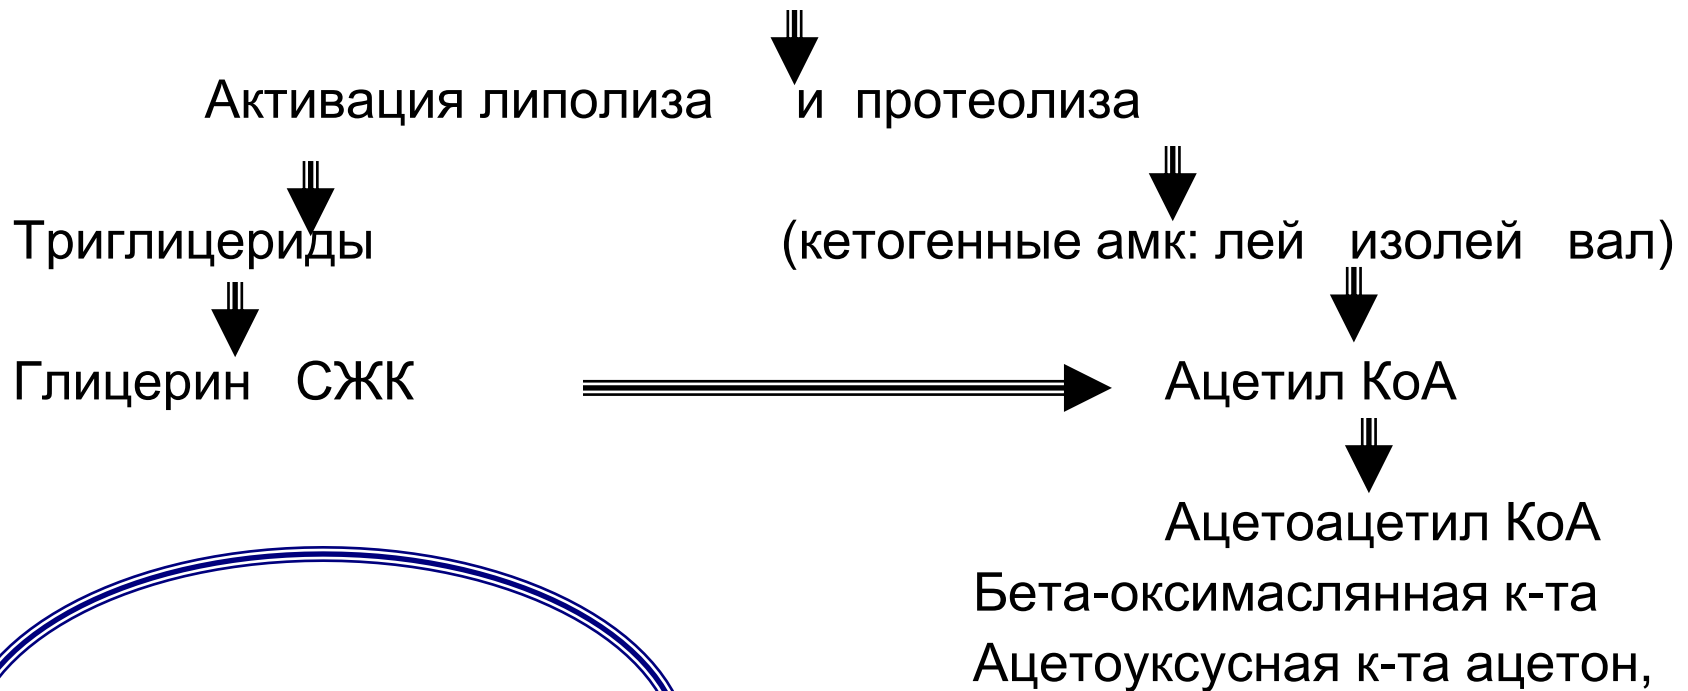 Активация липолиза и протеолиза
Триглицериды (кетогенные амк: лей изолей вал)
Глицерин СЖК Ацетил КоА
Ацетоацетил КоА
Бета-оксимаслянная к-та
Ацетоуксусная к-та ацетон,